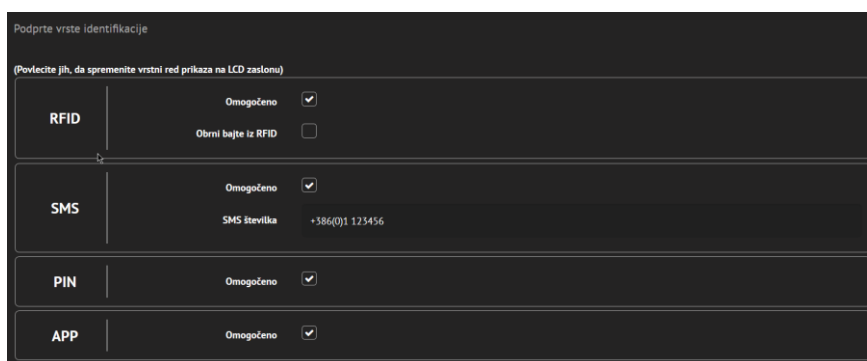 Podprte vrste identifikacije
(Povlecite jih, da spremenite vrstni red prikaza na LCD zaslonu)
RFID
Omogočeno
Obrni bajte iz RFID
SMS
Omogočeno
SMS številka +386(0)1 123456
PIN
Omogočeno
APP
Omogočeno